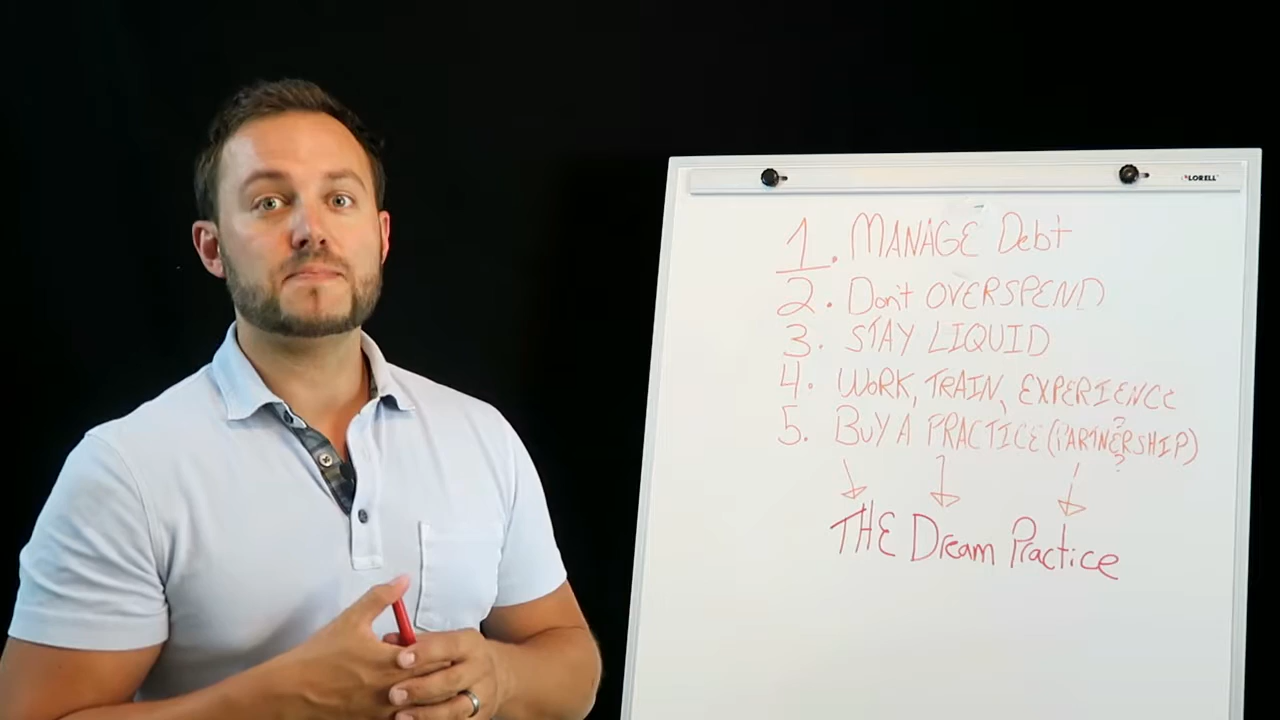 LORELL
1. MANAGE Debt
2. Don't OVERSPEND
3. STAY LIQUID
4. WORK, TRAIN, EXPERIENCE
5. BUY A PRACTICE (PARTNERSHIP)
?
?
THE Dream Practice